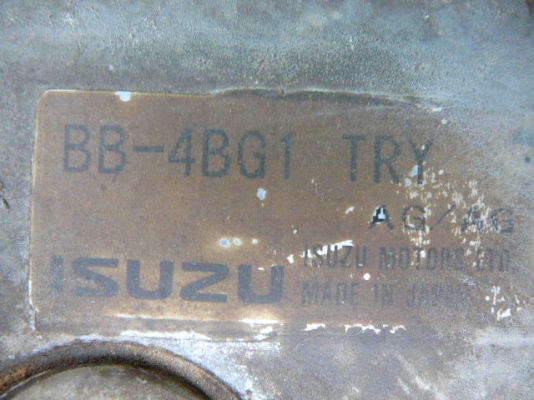 BB-4BG1 TRY
AG/AG
ISUZU ISUZU MOTORS LTD.
MADE IN JAPAN